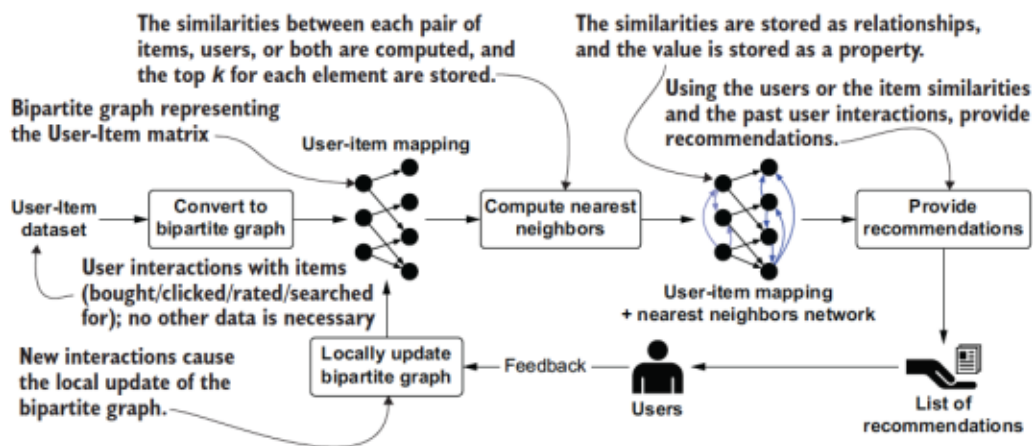 The similarities between each pair of
items, users, or both are computed, and
the top k for each element are stored.
The similarities are stored as relationships,
and the value is stored as a property.
Using the users or the item similarities
and the past user interactions, provide
recommendations.
Bipartite graph representing
the User-Item matrix
User-item mapping
User-Item
dataset
Convert to
bipartite graph
Compute nearest
neighbors
Provide
recommendations
User interactions with items
(bought/clicked/rated/searched
for); no other data is necessary
User-item mapping
+ nearest neighbors network
New interactions cause
the local update of the
bipartite graph.
Locally update
bipartite graph
Feedback
Users
List of
recommendations